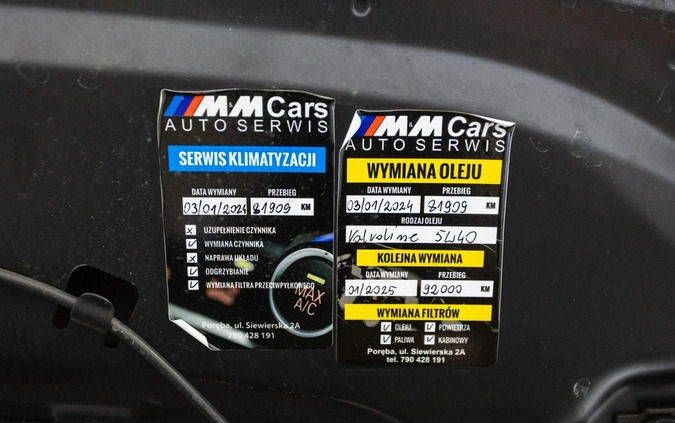 M&M Cars
AUTO SERWIS
SERWIS KLIMATYZACJI
DATA WYMIANY PRZEBIEG
03/01/2024 81909 KM
x UZUPEŁNIENIE CZYNNIKA
✓ WYMIANA CZYNNIKA
x NAPRAWA UKŁADU
✓ ODGRZYBIANIE
✓ WYMIANA FILTRA PRZECIWPYŁKOWEGO
MAX
A/C
Poręba, ul. Siewierska 2A
790 428 191
M&M Cars
AUTO SERWIS
WYMIANA OLEJU
DATA WYMIANY PRZEBIEG
03/01/2024 81909 KM
RODZAJ OLEJU
Valvoline 5W40
KOLEJNA WYMIANA
DATA WYMIANY PRZEBIEG
01/2025 92000 KM
WYMIANA FILTRÓW
✓ OLEJU ✓ POWIETRZA
✓ PALIWA ✓ KABINOWY
Poręba, ul. Siewierska 2A
tel. 790 428 191